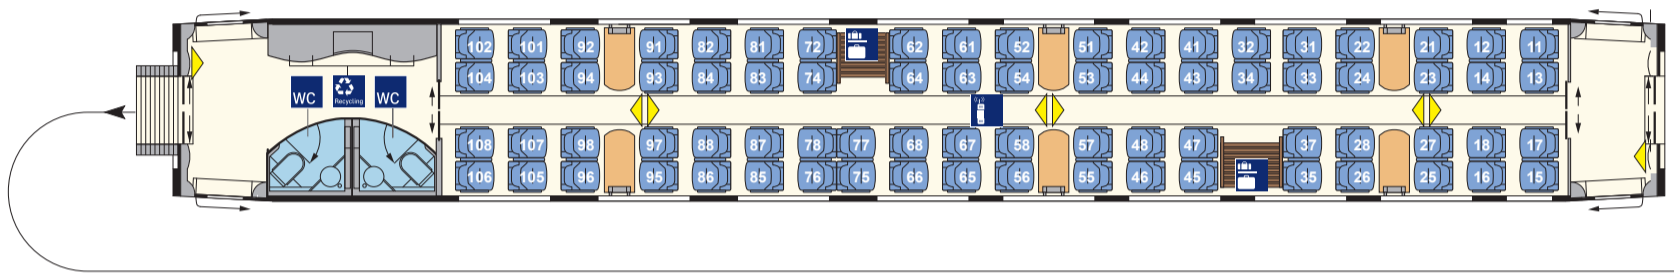 102 101 92 91 82 81 72 62 61 52 51 42 41 32 31 22 21 12 11
104 103 94 93 84 83 74 64 63 54 53 44 43 34 33 24 23 14 13
WC Recycling WC
108 107 98 97 88 87 78 77 68 67 58 57 48 47 37 28 27 18 17
106 105 96 95 86 85 76 75 66 65 56 55 46 45 35 26 25 16 15